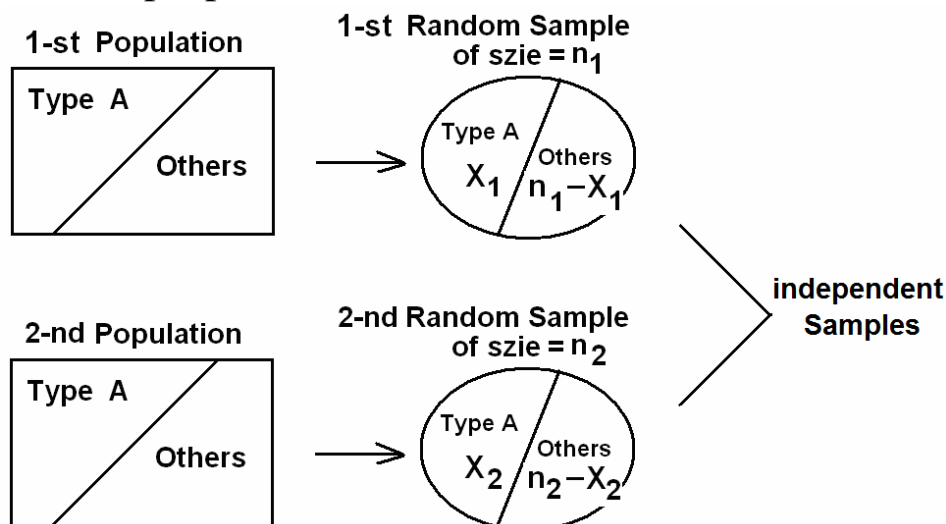 1-st Population
1-st Random Sample
of szie = n1
Type A
Others
Type A
X1
Others
n1−X1
independent
Samples
2-nd Population
2-nd Random Sample
of szie = n2
Type A
Others
Type A
X2
Others
n2−X2